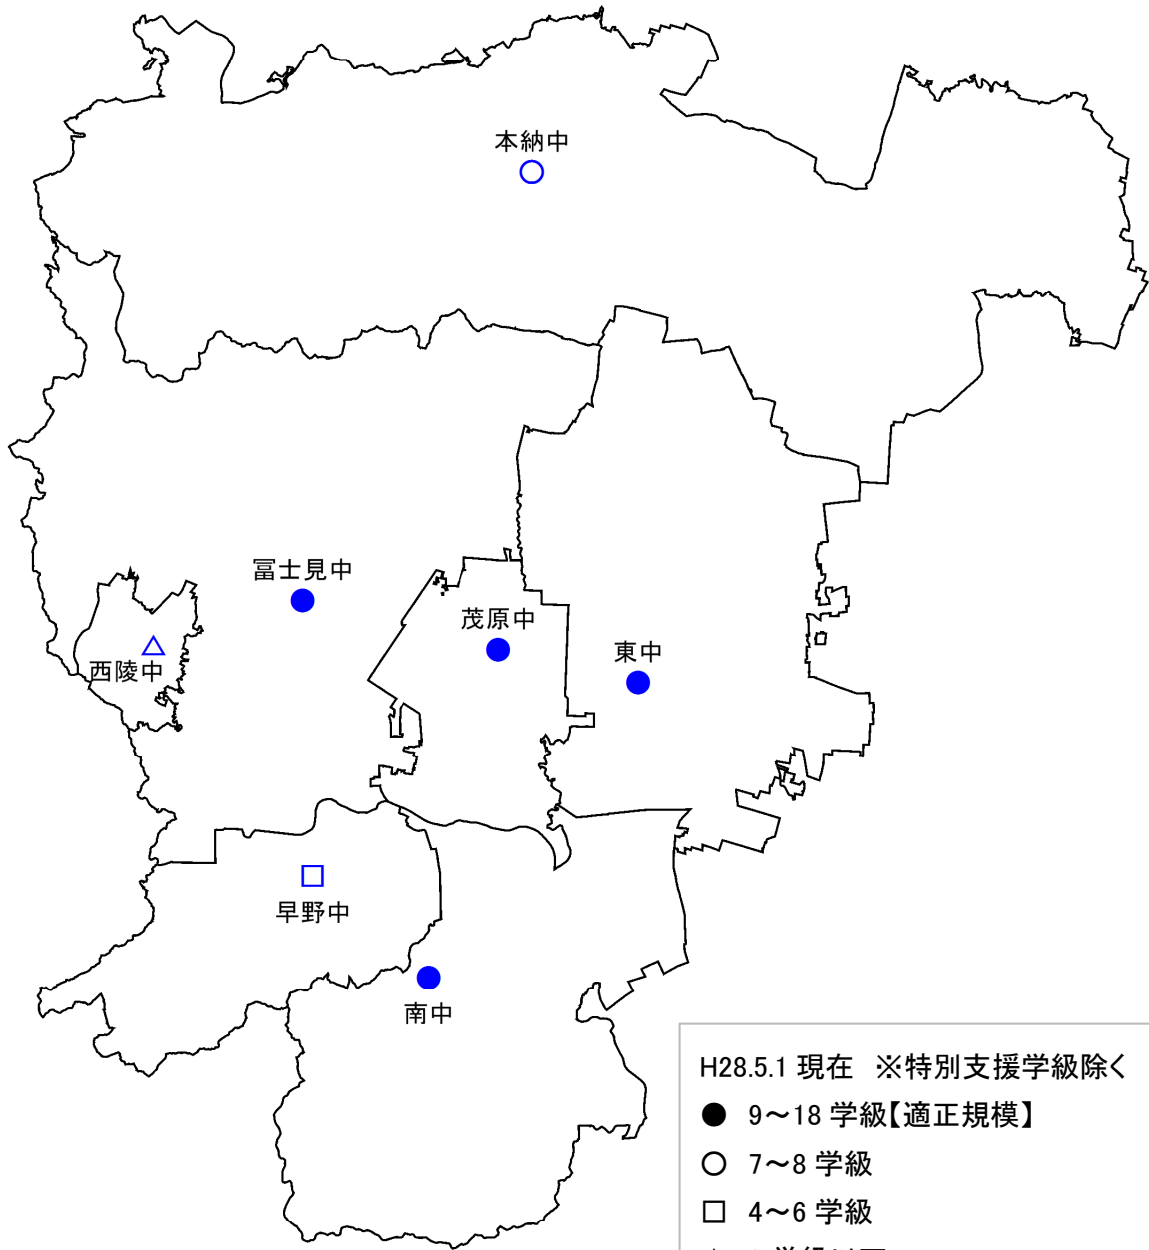 本納中
冨士見中
茂原中
東中
西陵中
早野中
南中
H28.5.1 現在 ※特別支援学級除く
● 9～18 学級【適正規模】
○ 7～8 学級
□ 4～6 学級